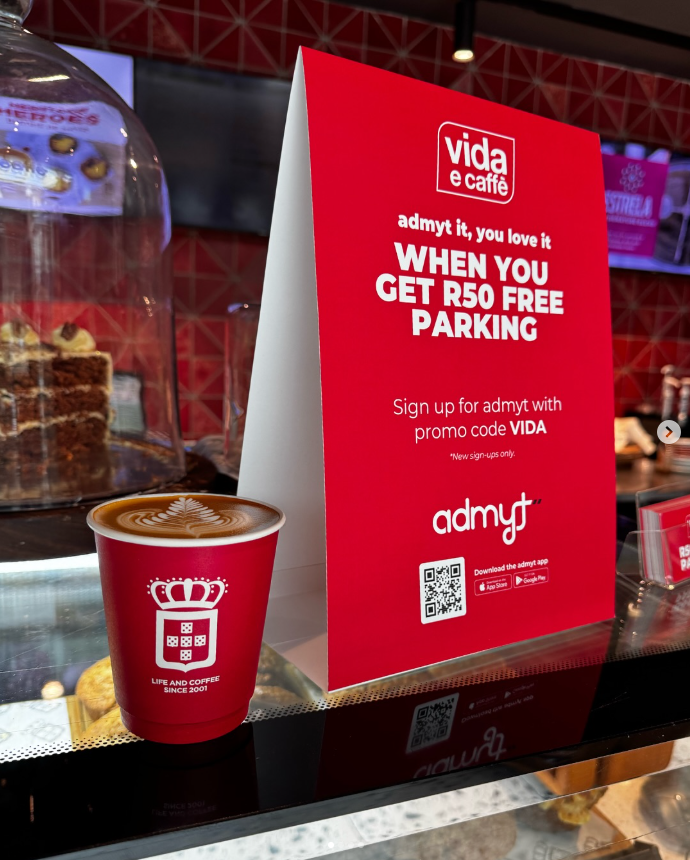 HERITAGE
HEROES
vida
e caffè
admyt it, you love it
WHEN YOU
GET R50 FREE
PARKING
Sign up for admyt with
promo code VIDA
*New sign-ups only.
admyt
Download the admyt app
App Store
Google Play
LIFE AND COFFEE
SINCE 2001
ESTRELA
R50